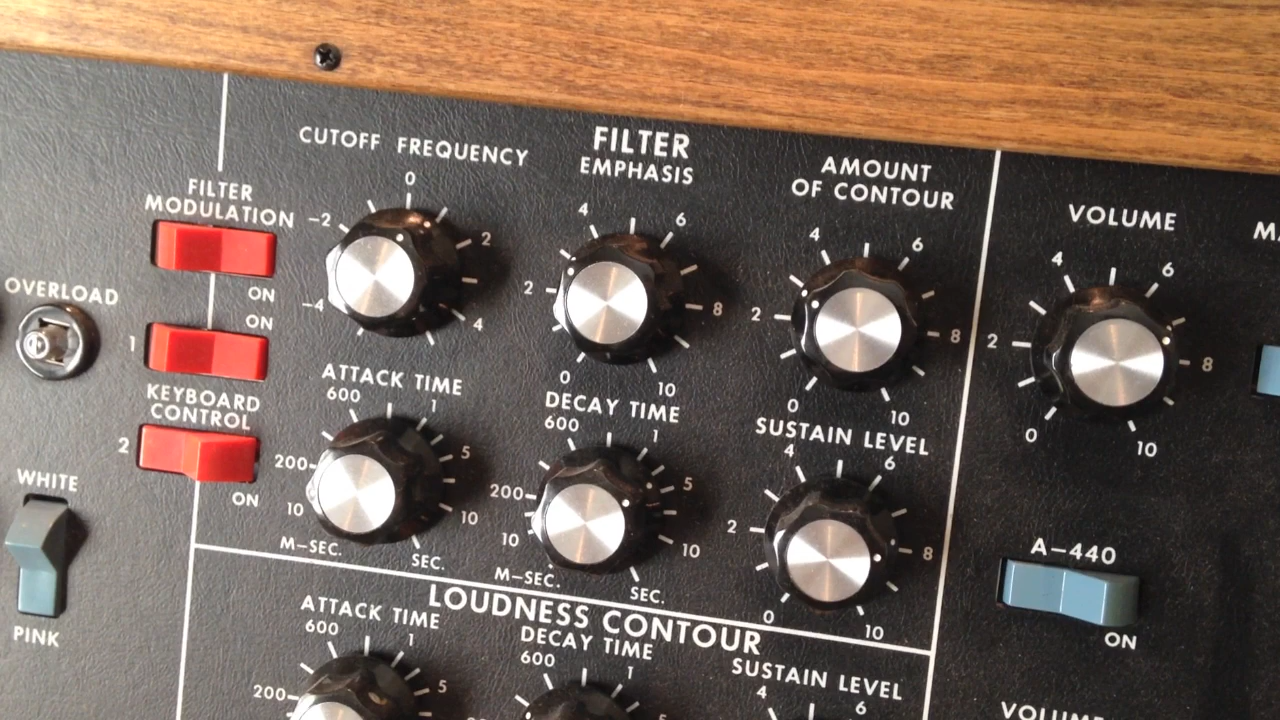 FILTER
CUTOFF FREQUENCY
EMPHASIS
AMOUNT
OF CONTOUR
VOLUME
FILTER
MODULATION
ON
−4 −2 0 2 4
0 2 4 6 8 10
0 2 4 6 8 10
0 2 4 6 8 10
OVERLOAD
ON
1
KEYBOARD
CONTROL
2
ON
ATTACK TIME
M-SEC. 10 200 600 1 5 10 SEC.
DECAY TIME
M-SEC. 10 200 600 1 5 10 SEC.
SUSTAIN LEVEL
0 2 4 6 8 10
WHITE
PINK
A-440
ON
LOUDNESS CONTOUR
ATTACK TIME
200 600 1 5
DECAY TIME
600 1
SUSTAIN LEVEL
4 6
VOLUME